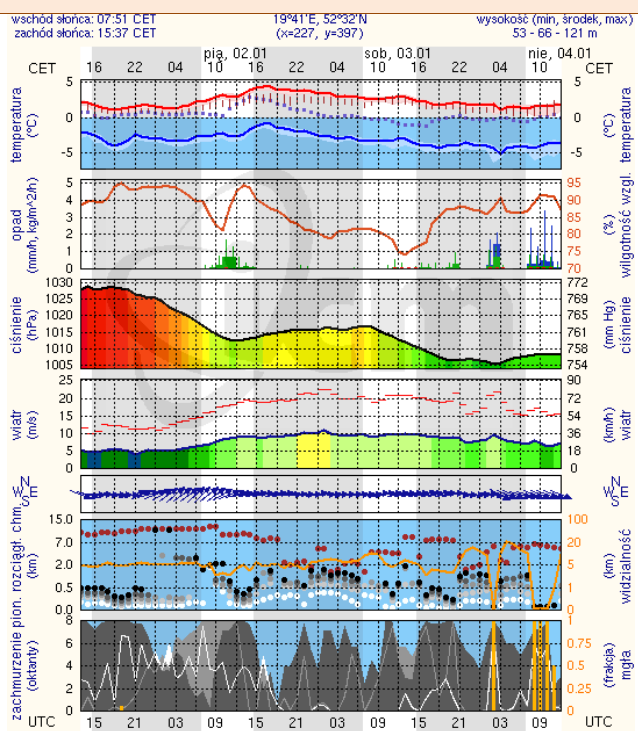 wschód słońca: 07:51 CET 19°41'E, 52°32'N wysokość (min, środek, max)
zachód słońca: 15:37 CET (x=227, y=397) 53 - 66 - 121 m
pią, 02.01 sob, 03.01 nie, 04.01
CET 16 22 04 10 16 22 04 10 16 22 04 10 CET
temperatura (°C) 5 0 -5 5 0 -5 temperatura (°C)
opad (mm/h, kg/m^2/h) 5 4 3 2 1 0 95 90 85 80 75 70 (%) wilgotność wzgl.
ciśnienie (hPa) 1030 1025 1020 1015 1010 1005 772 769 765 761 758 754 (mm Hg) ciśnienie
wiatr (m/s) 25 20 15 10 5 0 90 72 54 36 18 0 (km/h) wiatr
N W E S N W E S
pion. rozciągł. chm. (km) 15.0 7.0 2.0 0.5 0.0 100 20 5 1 0 (km) widzialność
zachmurzenie (oktanty) 8 6 4 2 0 1 0.75 0.5 0.25 0 (frakcja) mgła
UTC 15 21 03 09 15 21 03 09 15 21 03 09 UTC